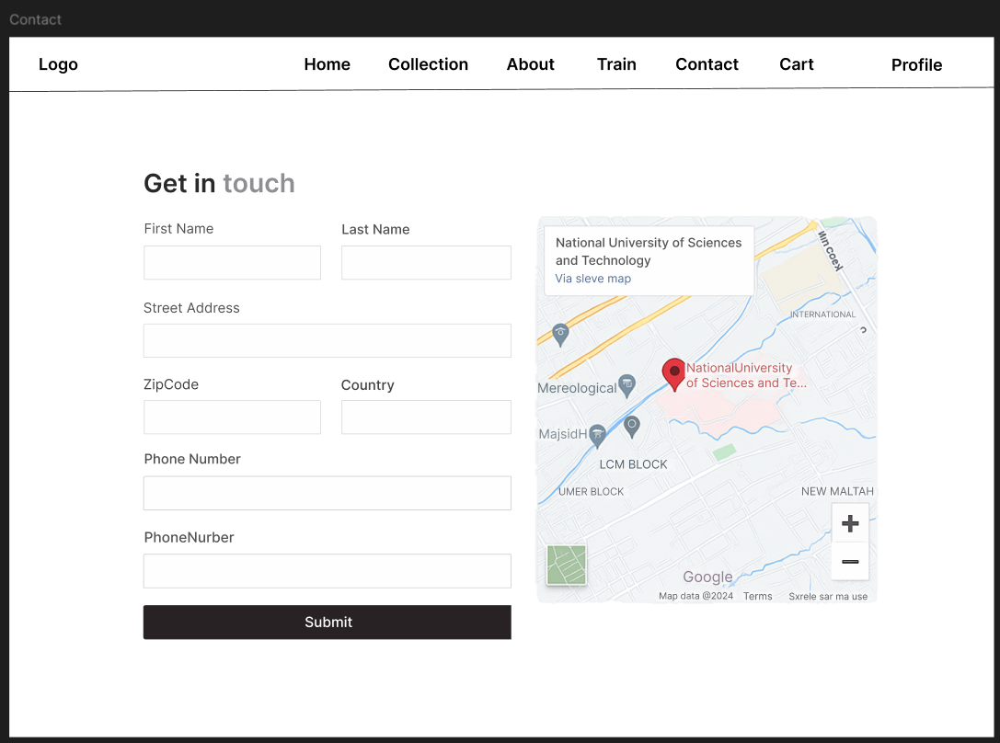 Contact
Logo Home Collection About Train Contact Cart Profile
Get in touch
First Name Last Name
Street Address
ZipCode Country
Phone Number
PhoneNurber
Submit
National University of Sciences
and Technology
Via sleve map
INTERNATIONAL
NationalUniversity
of Sciences and Te...
Mereological
MajsidH
LCM BLOCK
UMER BLOCK
NEW MALTAH
Google
Map data @2024 Terms Sxrele sar ma use